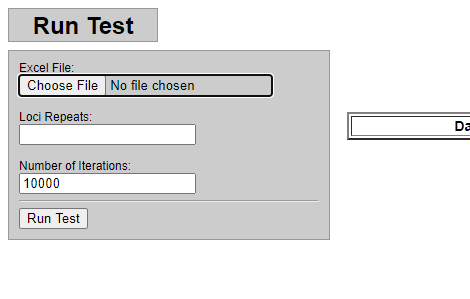 Run Test
Excel File:
Choose File No file chosen
Loci Repeats:
Number of Iterations:
10000
Run Test
Da